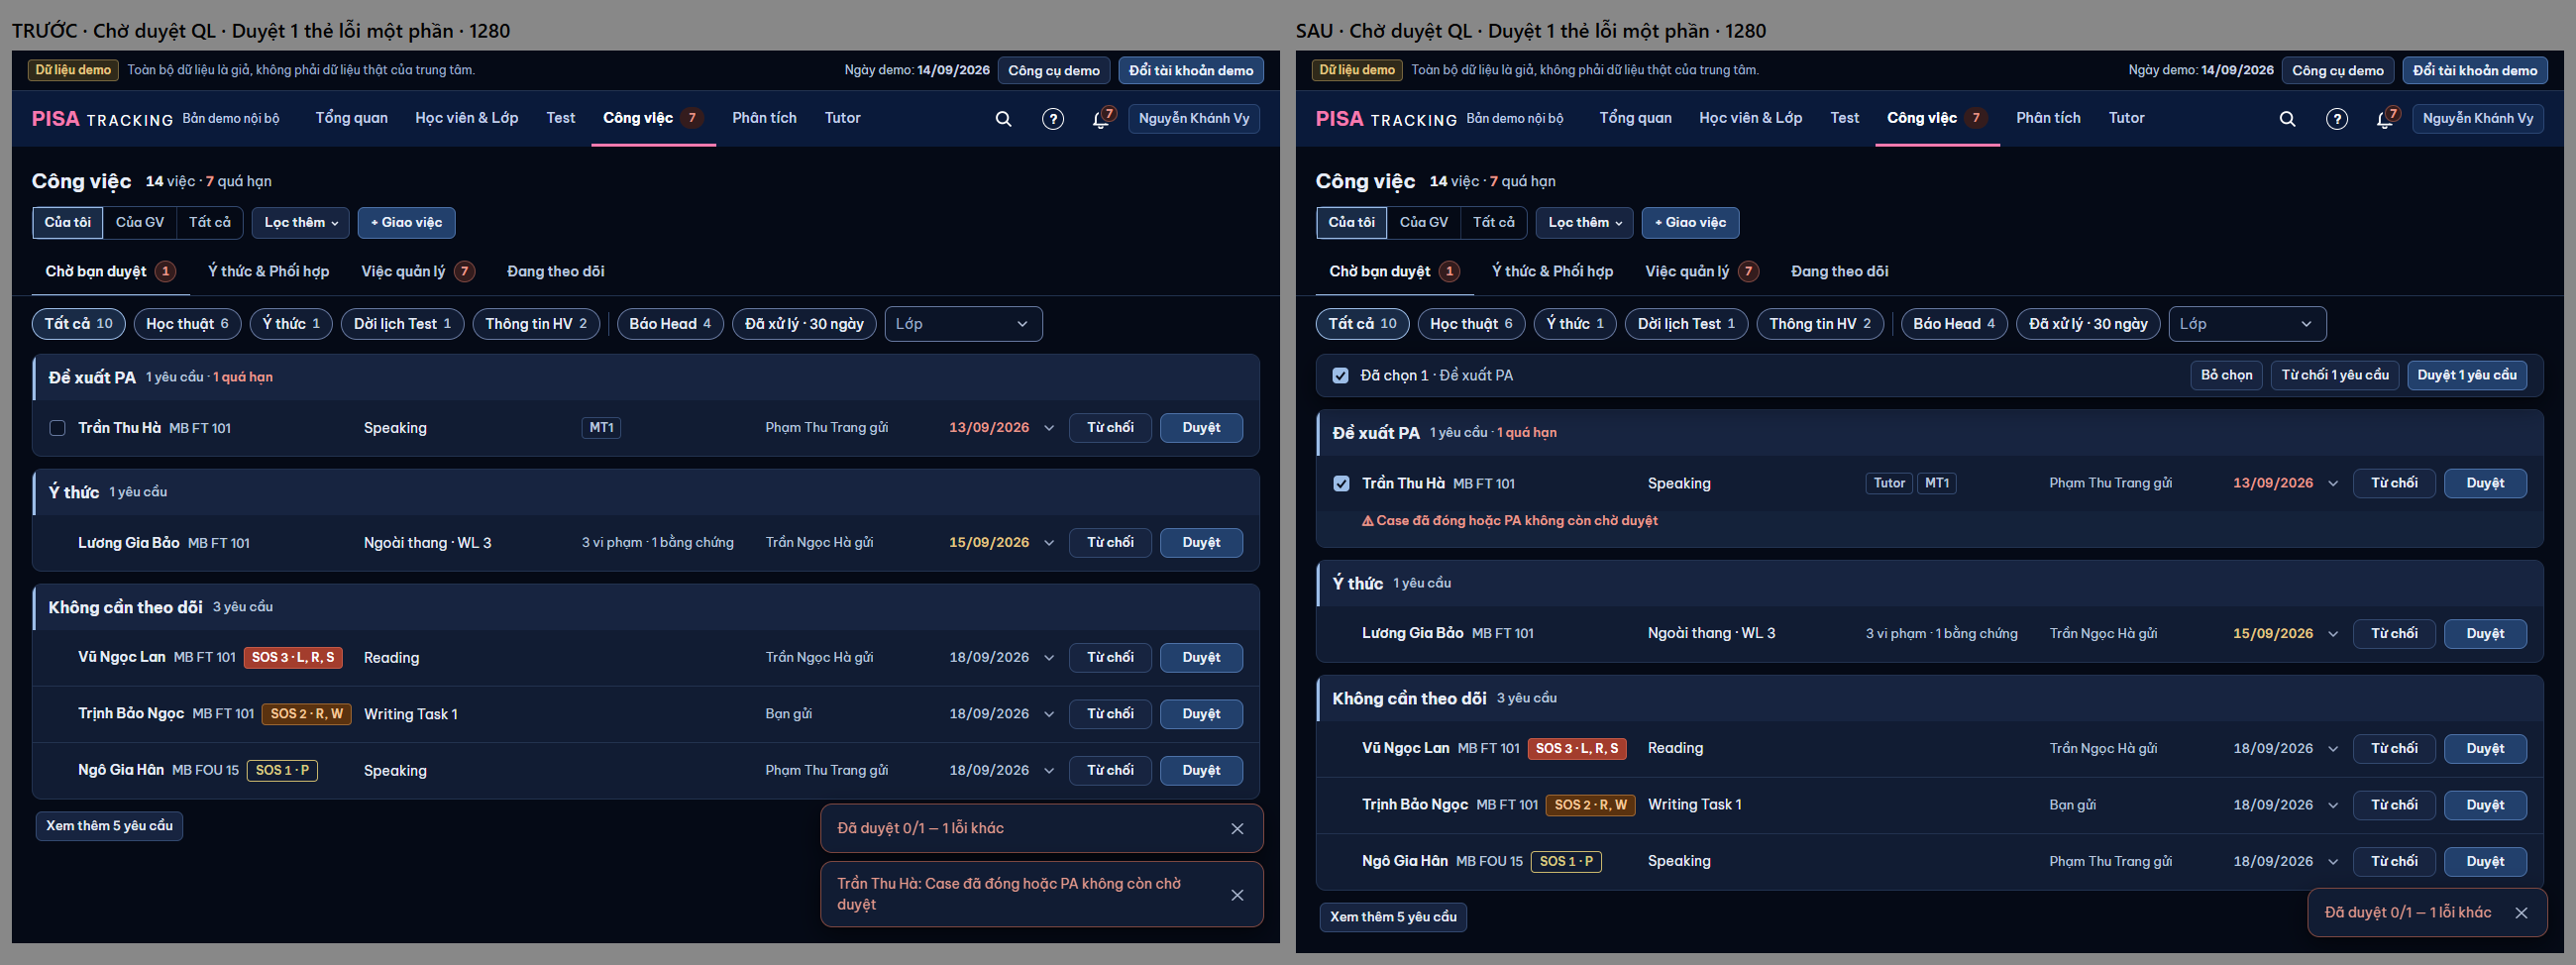 TRƯỚC · Chờ duyệt QL · Duyệt 1 thẻ lỗi một phần · 1280
Dữ liệu demo Toàn bộ dữ liệu là giả, không phải dữ liệu thật của trung tâm. Ngày demo: 14/09/2026 Công cụ demo Đổi tài khoản demo
PISA TRACKING Bản demo nội bộ Tổng quan Học viên & Lớp Test Công việc 7 Phân tích Tutor ? 7 Nguyễn Khánh Vy
Công việc 14 việc · 7 quá hạn
Của tôi Của GV Tất cả Lọc thêm + Giao việc
Chờ bạn duyệt 1 Ý thức & Phối hợp Việc quản lý 7 Đang theo dõi
Tất cả 10 Học thuật 6 Ý thức 1 Dời lịch Test 1 Thông tin HV 2 Báo Head 4 Đã xử lý · 30 ngày Lớp
Đề xuất PA 1 yêu cầu · 1 quá hạn
Trần Thu Hà MB FT 101 Speaking MT1 Phạm Thu Trang gửi 13/09/2026 Từ chối Duyệt
Ý thức 1 yêu cầu
Lương Gia Bảo MB FT 101 Ngoài thang · WL 3 3 vi phạm · 1 bằng chứng Trần Ngọc Hà gửi 15/09/2026 Từ chối Duyệt
Không cần theo dõi 3 yêu cầu
Vũ Ngọc Lan MB FT 101 SOS 3 · L, R, S Reading Trần Ngọc Hà gửi 18/09/2026 Từ chối Duyệt
Trịnh Bảo Ngọc MB FT 101 SOS 2 · R, W Writing Task 1 Bạn gửi 18/09/2026 Từ chối Duyệt
Ngô Gia Hân MB FOU 15 SOS 1 · P Speaking Phạm Thu Trang gửi 18/09/2026 Từ chối Duyệt
Xem thêm 5 yêu cầu
Đã duyệt 0/1 — 1 lỗi khác
Trần Thu Hà: Case đã đóng hoặc PA không còn chờ
duyệt
SAU · Chờ duyệt QL · Duyệt 1 thẻ lỗi một phần · 1280
Dữ liệu demo Toàn bộ dữ liệu là giả, không phải dữ liệu thật của trung tâm. Ngày demo: 14/09/2026 Công cụ demo Đổi tài khoản demo
PISA TRACKING Bản demo nội bộ Tổng quan Học viên & Lớp Test Công việc 7 Phân tích Tutor ? 7 Nguyễn Khánh Vy
Công việc 14 việc · 7 quá hạn
Của tôi Của GV Tất cả Lọc thêm + Giao việc
Chờ bạn duyệt 1 Ý thức & Phối hợp Việc quản lý 7 Đang theo dõi
Tất cả 10 Học thuật 6 Ý thức 1 Dời lịch Test 1 Thông tin HV 2 Báo Head 4 Đã xử lý · 30 ngày Lớp
Đã chọn 1 · Đề xuất PA Bỏ chọn Từ chối 1 yêu cầu Duyệt 1 yêu cầu
Đề xuất PA 1 yêu cầu · 1 quá hạn
Trần Thu Hà MB FT 101 Speaking Tutor MT1 Phạm Thu Trang gửi 13/09/2026 Từ chối Duyệt
Case đã đóng hoặc PA không còn chờ duyệt
Ý thức 1 yêu cầu
Lương Gia Bảo MB FT 101 Ngoài thang · WL 3 3 vi phạm · 1 bằng chứng Trần Ngọc Hà gửi 15/09/2026 Từ chối Duyệt
Không cần theo dõi 3 yêu cầu
Vũ Ngọc Lan MB FT 101 SOS 3 · L, R, S Reading Trần Ngọc Hà gửi 18/09/2026 Từ chối Duyệt
Trịnh Bảo Ngọc MB FT 101 SOS 2 · R, W Writing Task 1 Bạn gửi 18/09/2026 Từ chối Duyệt
Ngô Gia Hân MB FOU 15 SOS 1 · P Speaking Phạm Thu Trang gửi 18/09/2026 Từ chối Duyệt
Xem thêm 5 yêu cầu
Đã duyệt 0/1 — 1 lỗi khác